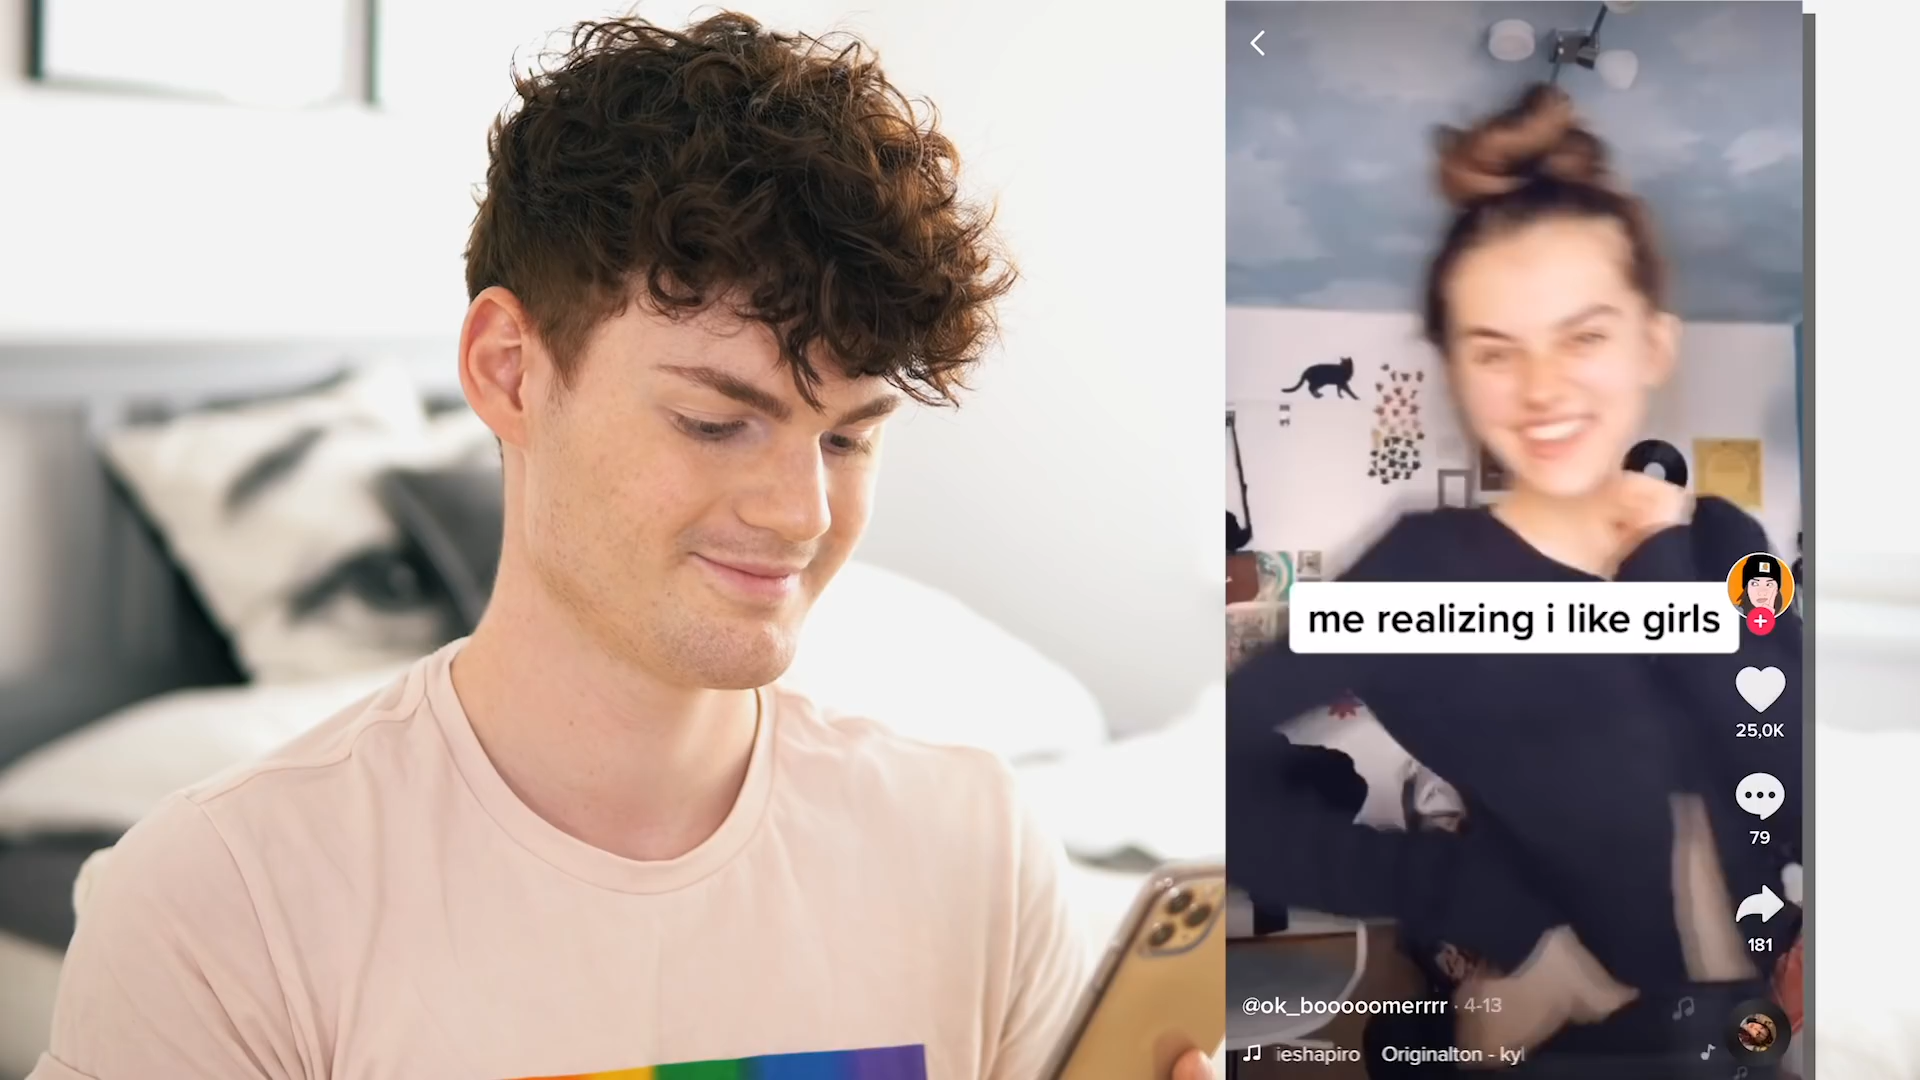 me realizing i like girls
25,0K
79
181
@ok_booooomerrrr · 4-13
ieshapiro Originalton - kyl